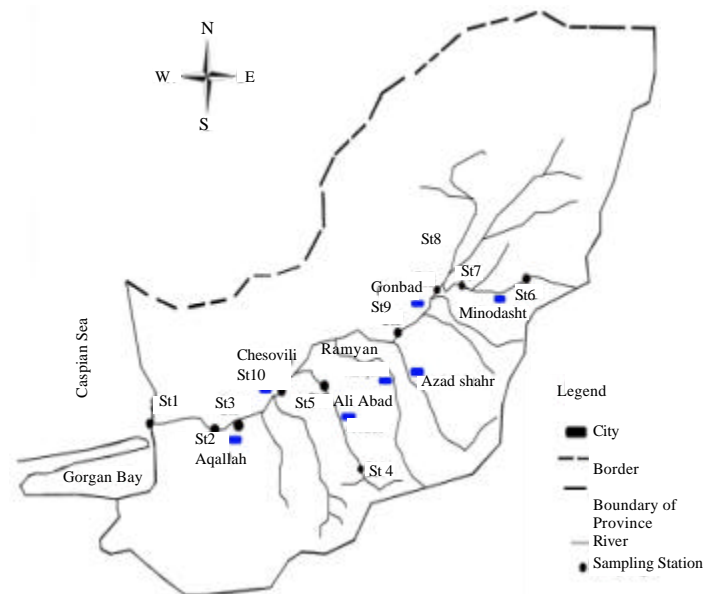 N
W
E
S
St8
St7
Gonbad
St9
St6
Minodasht
Caspian Sea
Chesovili
St10
Ramyan
Azad shahr
St1
St3
St5
Ali Abad
St2
Aqallah
St 4
Gorgan Bay
Legend
City
Border
Boundary of
Province
River
Sampling Station